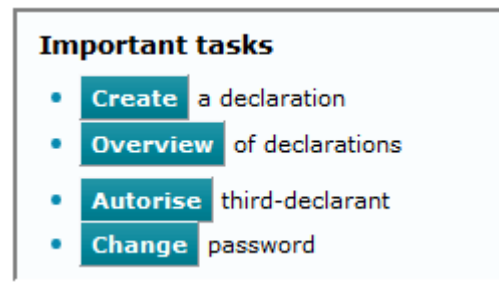 Important tasks
Create a declaration
Overview of declarations
Autorise third-declarant
Change password